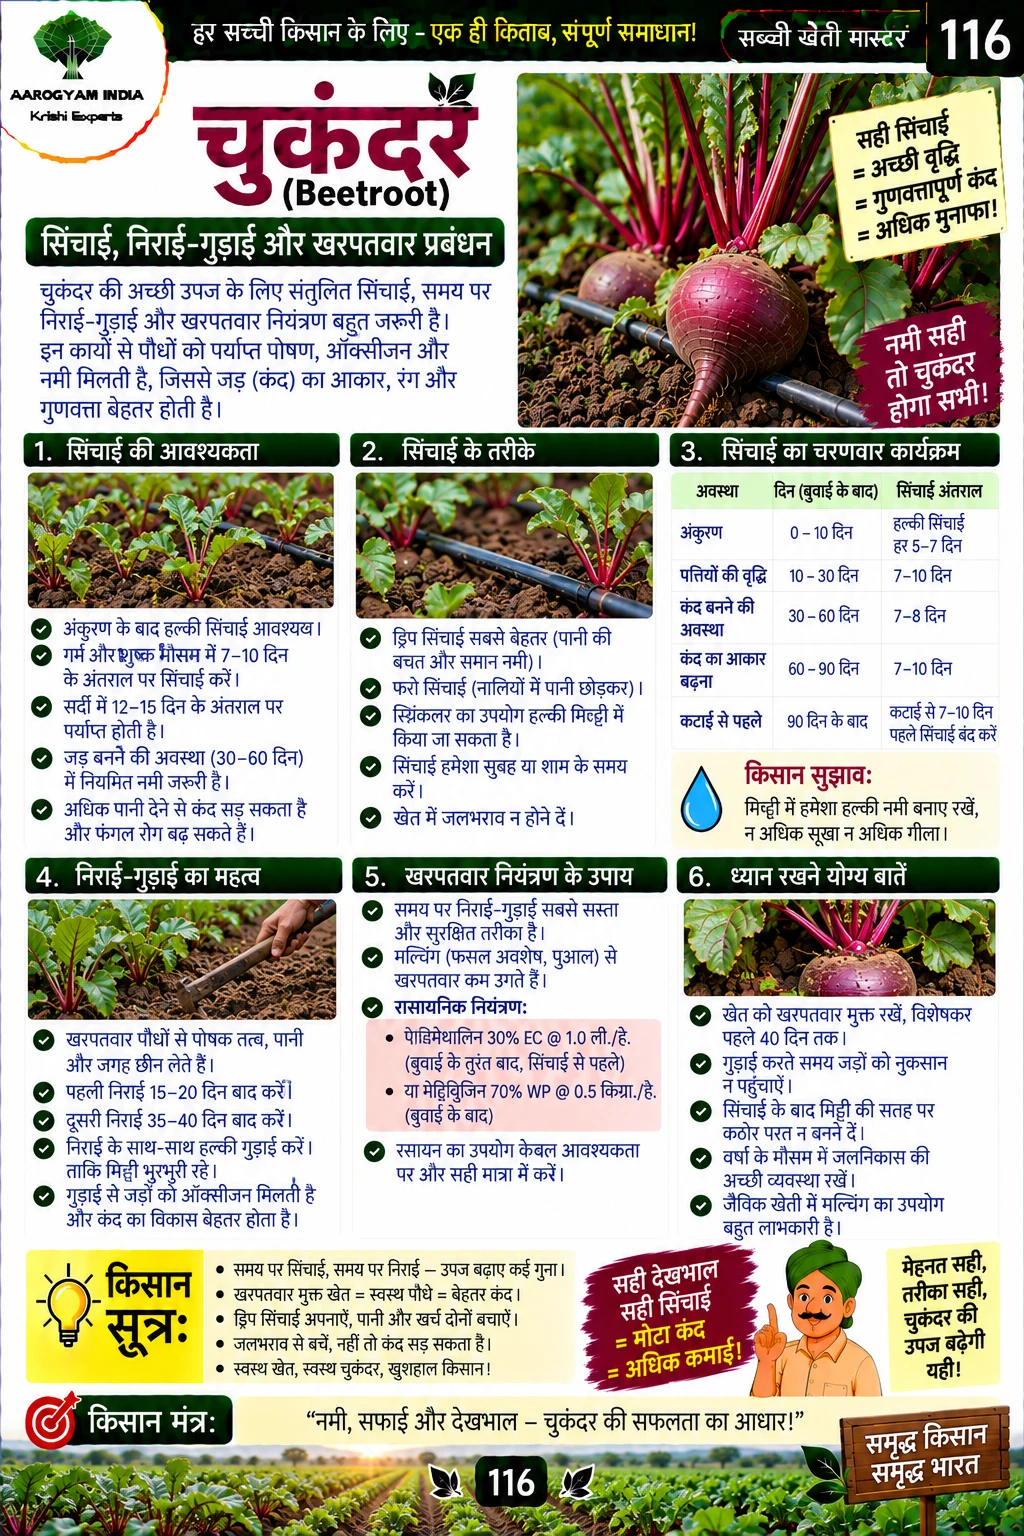 AAROGYAM INDIA
Krishi Experts
हर सच्ची किसान के लिए - एक ही किताब, संपूर्ण समाधान!
सब्जी खेती मास्टर
116
चुकंदर
(Beetroot)
सिंचाई, निराई-गुड़ाई और खरपतवार प्रबंधन
चुकंदर की अच्छी उपज के लिए संतुलित सिंचाई, समय पर
निराई-गुड़ाई और खरपतवार नियंत्रण बहुत जरूरी है।
इन कार्यों से पौधों को पर्याप्त पोषण, ऑक्सीजन और
नमी मिलती है, जिससे जड़ (कंद) का आकार, रंग और
गुणवत्ता बेहतर होती है।
सही सिंचाई
= अच्छी वृद्धि
= गुणवत्तापूर्ण कंद
= अधिक मुनाफा!
नमी सही
तो चुकंदर
होगा सभी!
1. सिंचाई की आवश्यकता
अंकुरण के बाद हल्की सिंचाई आवश्यख।
गर्म और मौसम में 7-10 दिन
के अंतराल पर सिंचाई करें।
सर्दी में 12-15 दिन के अंतराल पर
पर्याप्त होती है।
जड़ बनने की अवस्था (30-60 दिन)
में नियमित नमी जरूरी है।
अधिक पानी देने से कंद सड़ सकता है
और फंगल रोग बढ़ सकते हैं।
2. सिंचाई के तरीके
ड्रिप सिंचाई सबसे बेहतर (पानी की
बचत और समान नमी)।
फरो सिंचाई (नालियों में पानी छोड़कर)।
का उपयोग हल्की में
किया जा सकता है।
सिंचाई हमेशा सुबह या शाम के समय
करें।
खेत में जलभराव न होने दें।
3. सिंचाई का चरणवार कार्यक्रम
अवस्था दिन (बुवाई के बाद) सिंचाई अंतराल
अंकुरण 0 – 10 दिन हल्की सिंचाई
हर 5-7 दिन
पत्तियों की वृद्धि 10 – 30 दिन 7-10 दिन
कंद बनने की
अवस्था 30 – 60 दिन 7-8 दिन
कंद का आकार
बढ़ना 60 – 90 दिन 7-10 दिन
कटाई से पहले 90 दिन के बाद कटाई से 7-10 दिन
पहले सिंचाई बंद करें
किसान सुझाव:
में हमेशा हल्की नमी बनाए रखें,
न अधिक सूखा न अधिक गीला।
4. निराई-गुड़ाई का महत्व
खरपतवार पौधों से पोषक तत्ब, पानी
और जगह छीन लेते हैं।
पहली निराई 15-20 दिन बाद करें।
दूसरी निराई 35-40 दिन बाद करें।
निराई के साथ-साथ हल्की गुड़ाई करें।
ताकि भुरभुरी रहे।
गुड़ाई से जड़ों को ऑक्सीजन मिलती है
और कंद का विकास बेहतर होता है।
5. खरपतवार नियंत्रण के उपाय
समय पर निराई-गुड़ाई सबसे सस्ता
और सुरक्षित तरीका है।
मल्चिंग (फसल अवशेष, पुआल) से
खरपतवार कम उगते हैं।
रासायनिक नियंत्रण:
30% EC @ 1.0 ली./हे.
(बुवाई के तुरंत बाद, सिंचाई से पहले)
या 70% WP @ 0.5 किग्रा./है.
(बुवाई के बाद)
रसायन का उपयोग केबल आवश्यकता
पर और सही मात्रा में करें।
6. ध्यान रखने योग्य बातें
खेत को खरपतवार मुक्त रखें, विशेषकर
पहले 40 दिन तक।
गुड़ाई करते समय जड़ों को नुकसान
न पहुंचाएं।
सिंचाई के बाद की सतह पर
कठोर परत न बनने दें।
वर्षा के मौसम में जलनिकास की
अच्छी व्यवस्था रखें।
जैविक खेती में मल्चिंग का उपयोग
बहुत लाभकारी है।
किसान
सूत्र:
समय पर सिंचाई, समय पर निराई – उपज बढ़ाए कई गुना।
खरपतवार मुक्त खेत = स्वस्थ पौधे = बेहतर कंद।
ड्रिप सिंचाई अपनाएं, पानी और खर्च दोनों बचाएं।
जलभराव से बचें, नहीं तो कंद सड़ सकता है।
स्वस्थ खेत, स्वस्थ चुकंदर, खुशहाल किसान!
सही देखभाल
सही सिंचाई
= मोटा कंद
= अधिक कमाई!
मेहनत सही,
तरीका सही,
चुकंदर की
उपज बढ़ेगी
यही!
किसान मंत्र:
“नमी, सफाई और देखभाल – चुकंदर की सफलता का आधार!”
समृद्ध किसान
समृद्ध भारत
116